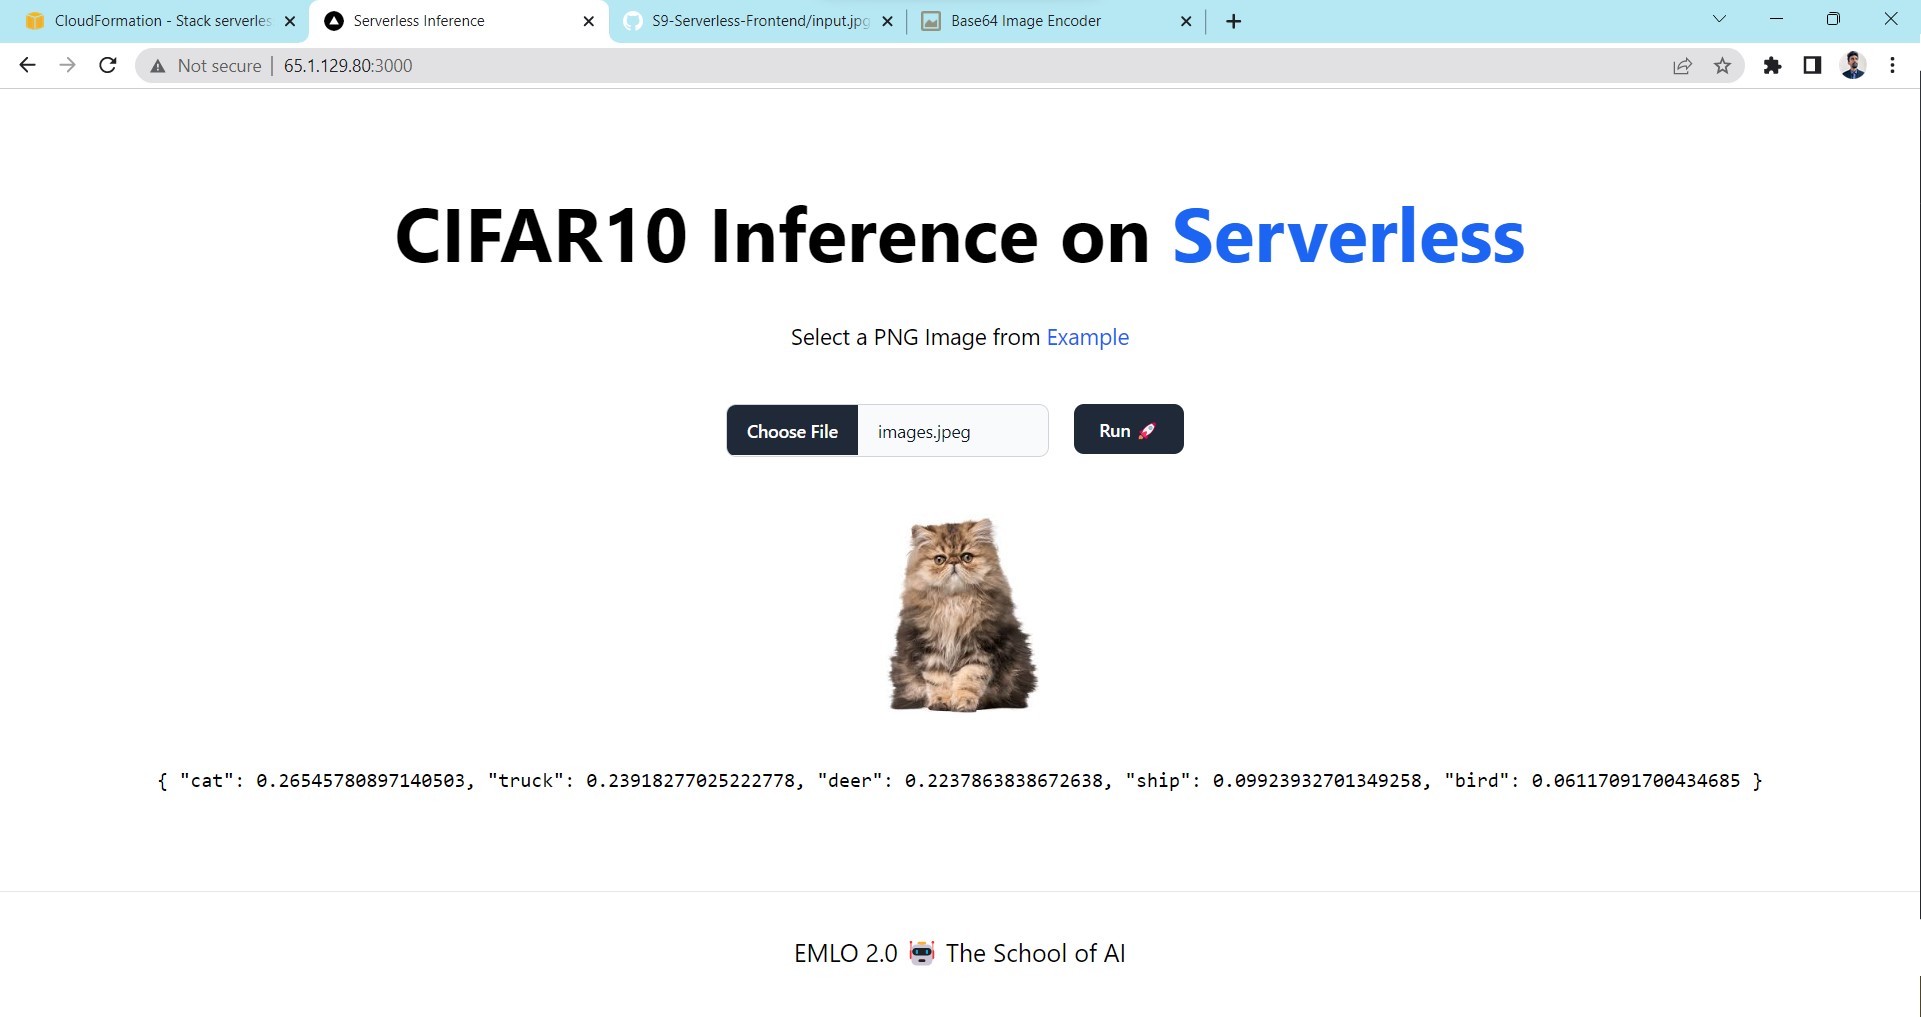 CloudFormation - Stack serverles
Serverless Inference
S9-Serverless-Frontend/input.jpg
Base64 Image Encoder
Not secure | 65.1.129.80:3000
CIFAR10 Inference on Serverless
Select a PNG Image from Example
Choose File images.jpeg Run 🚀
{ "cat": 0.26545780897140503, "truck": 0.23918277025222778, "deer": 0.2237863838672638, "ship": 0.09923932701349258, "bird": 0.06117091700434685 }
EMLO 2.0 🤖 The School of AI